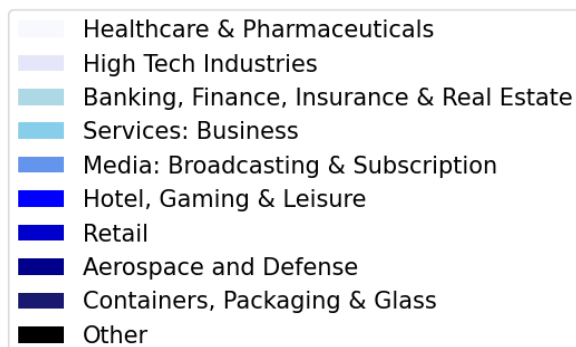 Healthcare & Pharmaceuticals
High Tech Industries
Banking, Finance, Insurance & Real Estate
Services: Business
Media: Broadcasting & Subscription
Hotel, Gaming & Leisure
Retail
Aerospace and Defense
Containers, Packaging & Glass
Other